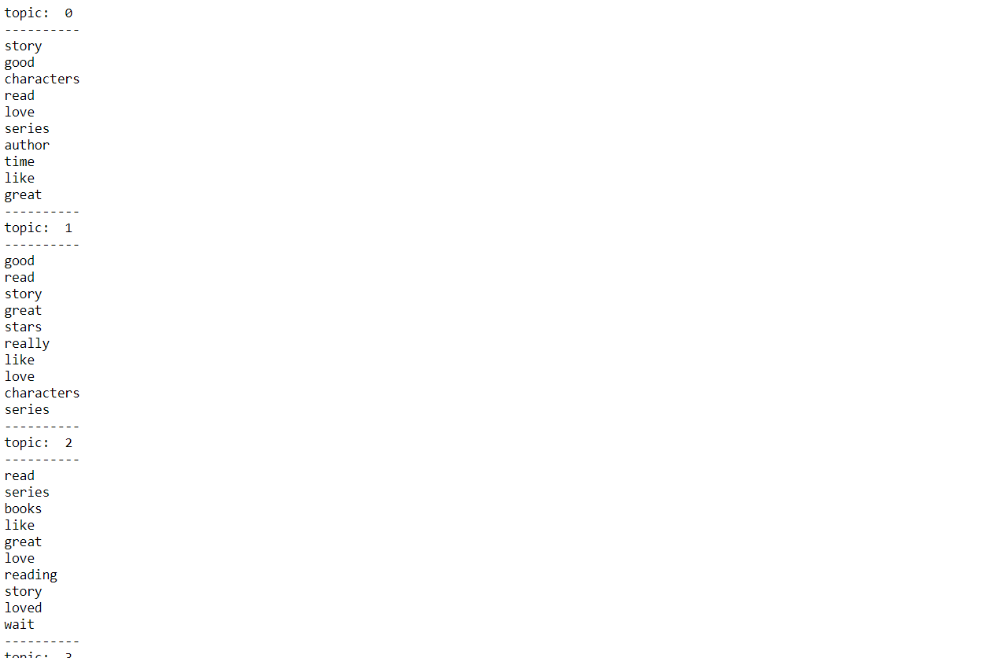 topic:  0
----------
story
good
characters
read
love
series
author
time
like
great
----------
topic:  1
----------
good
read
story
great
stars
really
like
love
characters
series
----------
topic:  2
----------
read
series
books
like
great
love
reading
story
loved
wait
----------
topic:  3